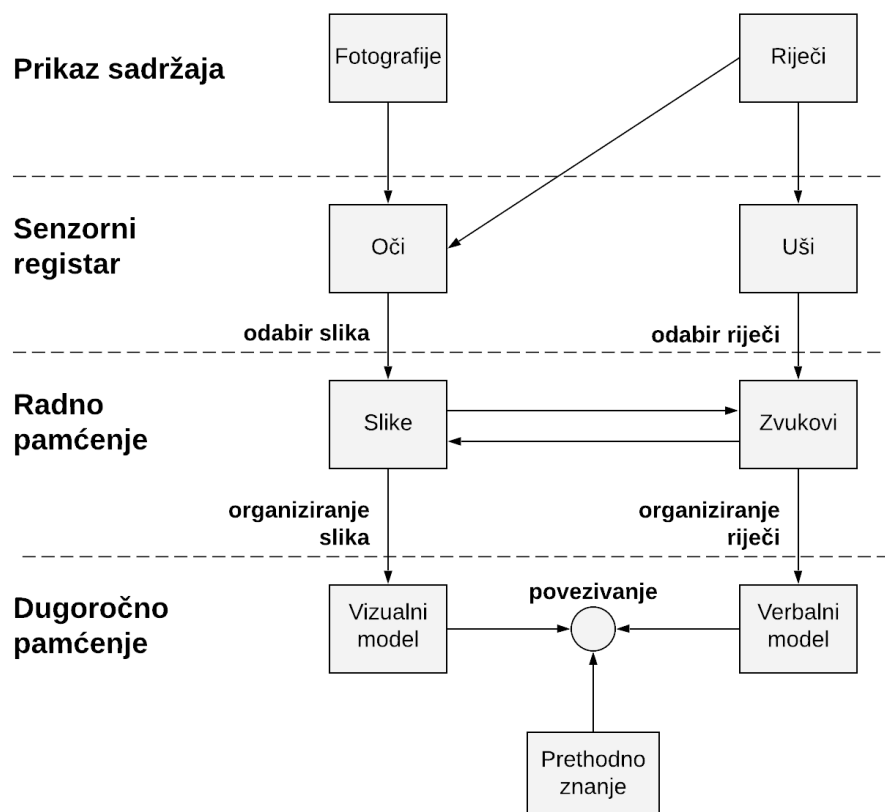 Prikaz sadržaja
Fotografije
Riječi
Senzorni
registar
Oči
Uši
odabir slika
odabir riječi
Radno
pamćenje
Slike
Zvukovi
organiziranje
slika
organiziranje
riječi
Dugoročno
pamćenje
Vizualni
model
povezivanje
Verbalni
model
Prethodno
znanje